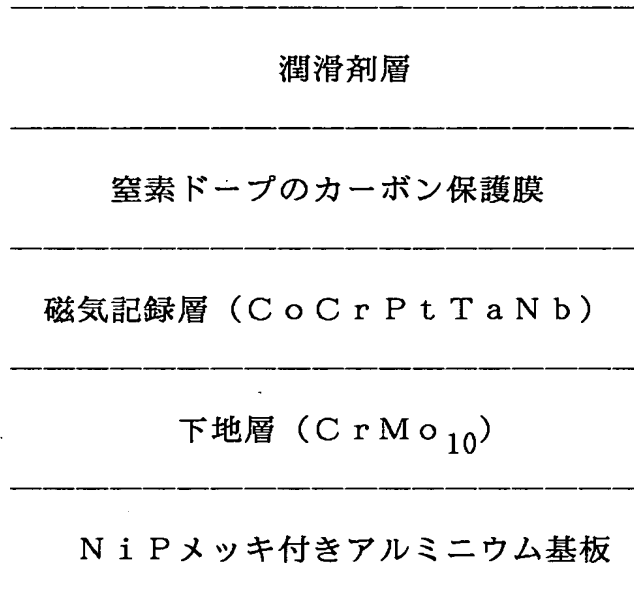 潤滑剤層
窒素ドープのカーボン保護膜
磁気記録層（ＣｏＣｒＰｔＴａＮｂ）
下地層（ＣｒＭｏ10）
ＮｉＰメッキ付きアルミニウム基板